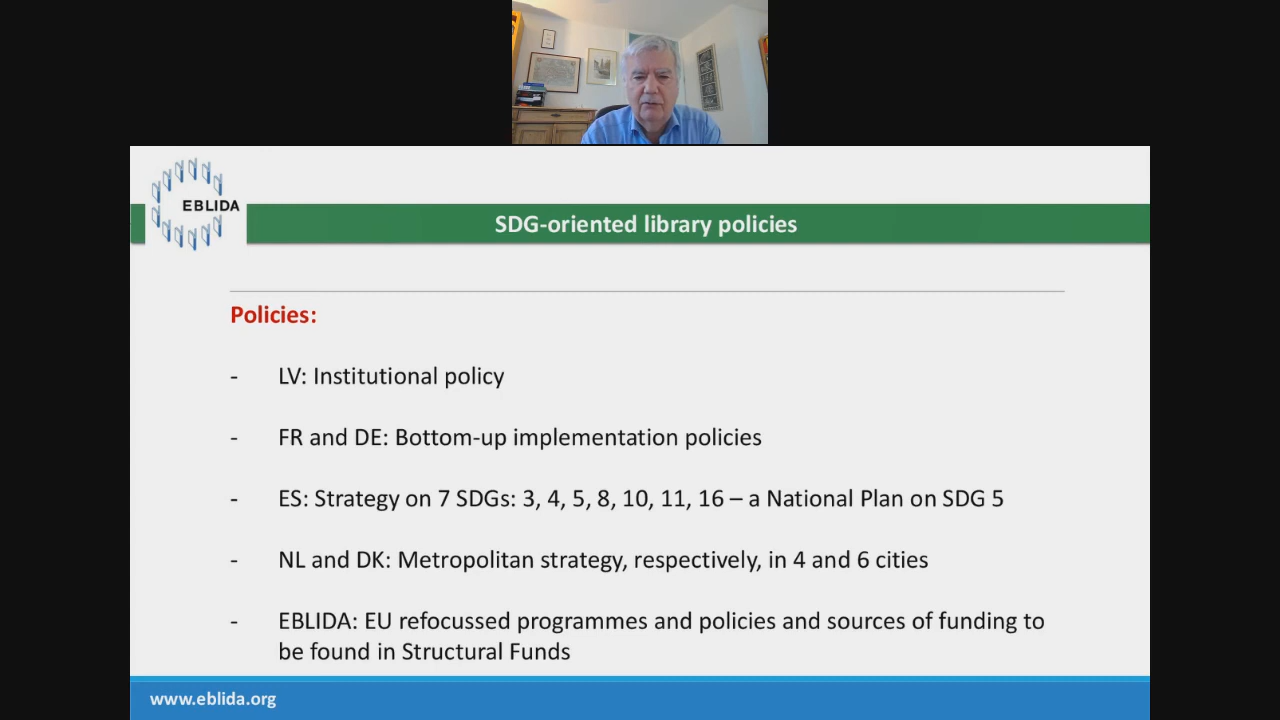 EBLIDA
SDG-oriented library policies
Policies:
- LV: Institutional policy
- FR and DE: Bottom-up implementation policies
- ES: Strategy on 7 SDGs: 3, 4, 5, 8, 10, 11, 16 – a National Plan on SDG 5
- NL and DK: Metropolitan strategy, respectively, in 4 and 6 cities
- EBLIDA: EU refocussed programmes and policies and sources of funding to
be found in Structural Funds
www.eblida.org